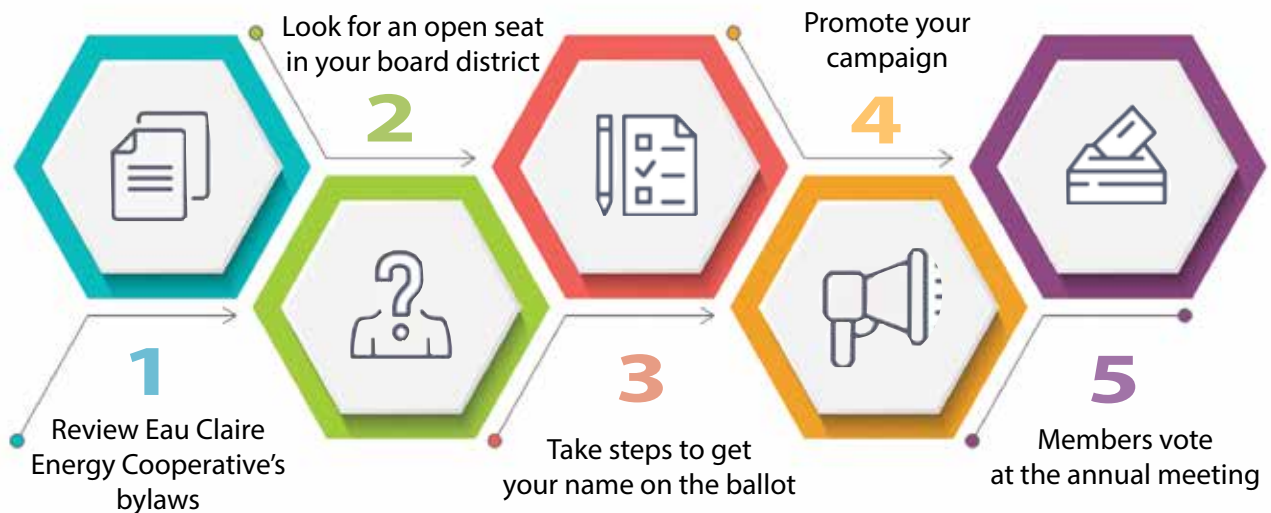 1
Review Eau Claire
Energy Cooperative's
bylaws
Look for an open seat
in your board district
2
3
Take steps to get
your name on the ballot
Promote your
campaign
4
5
Members vote
at the annual meeting